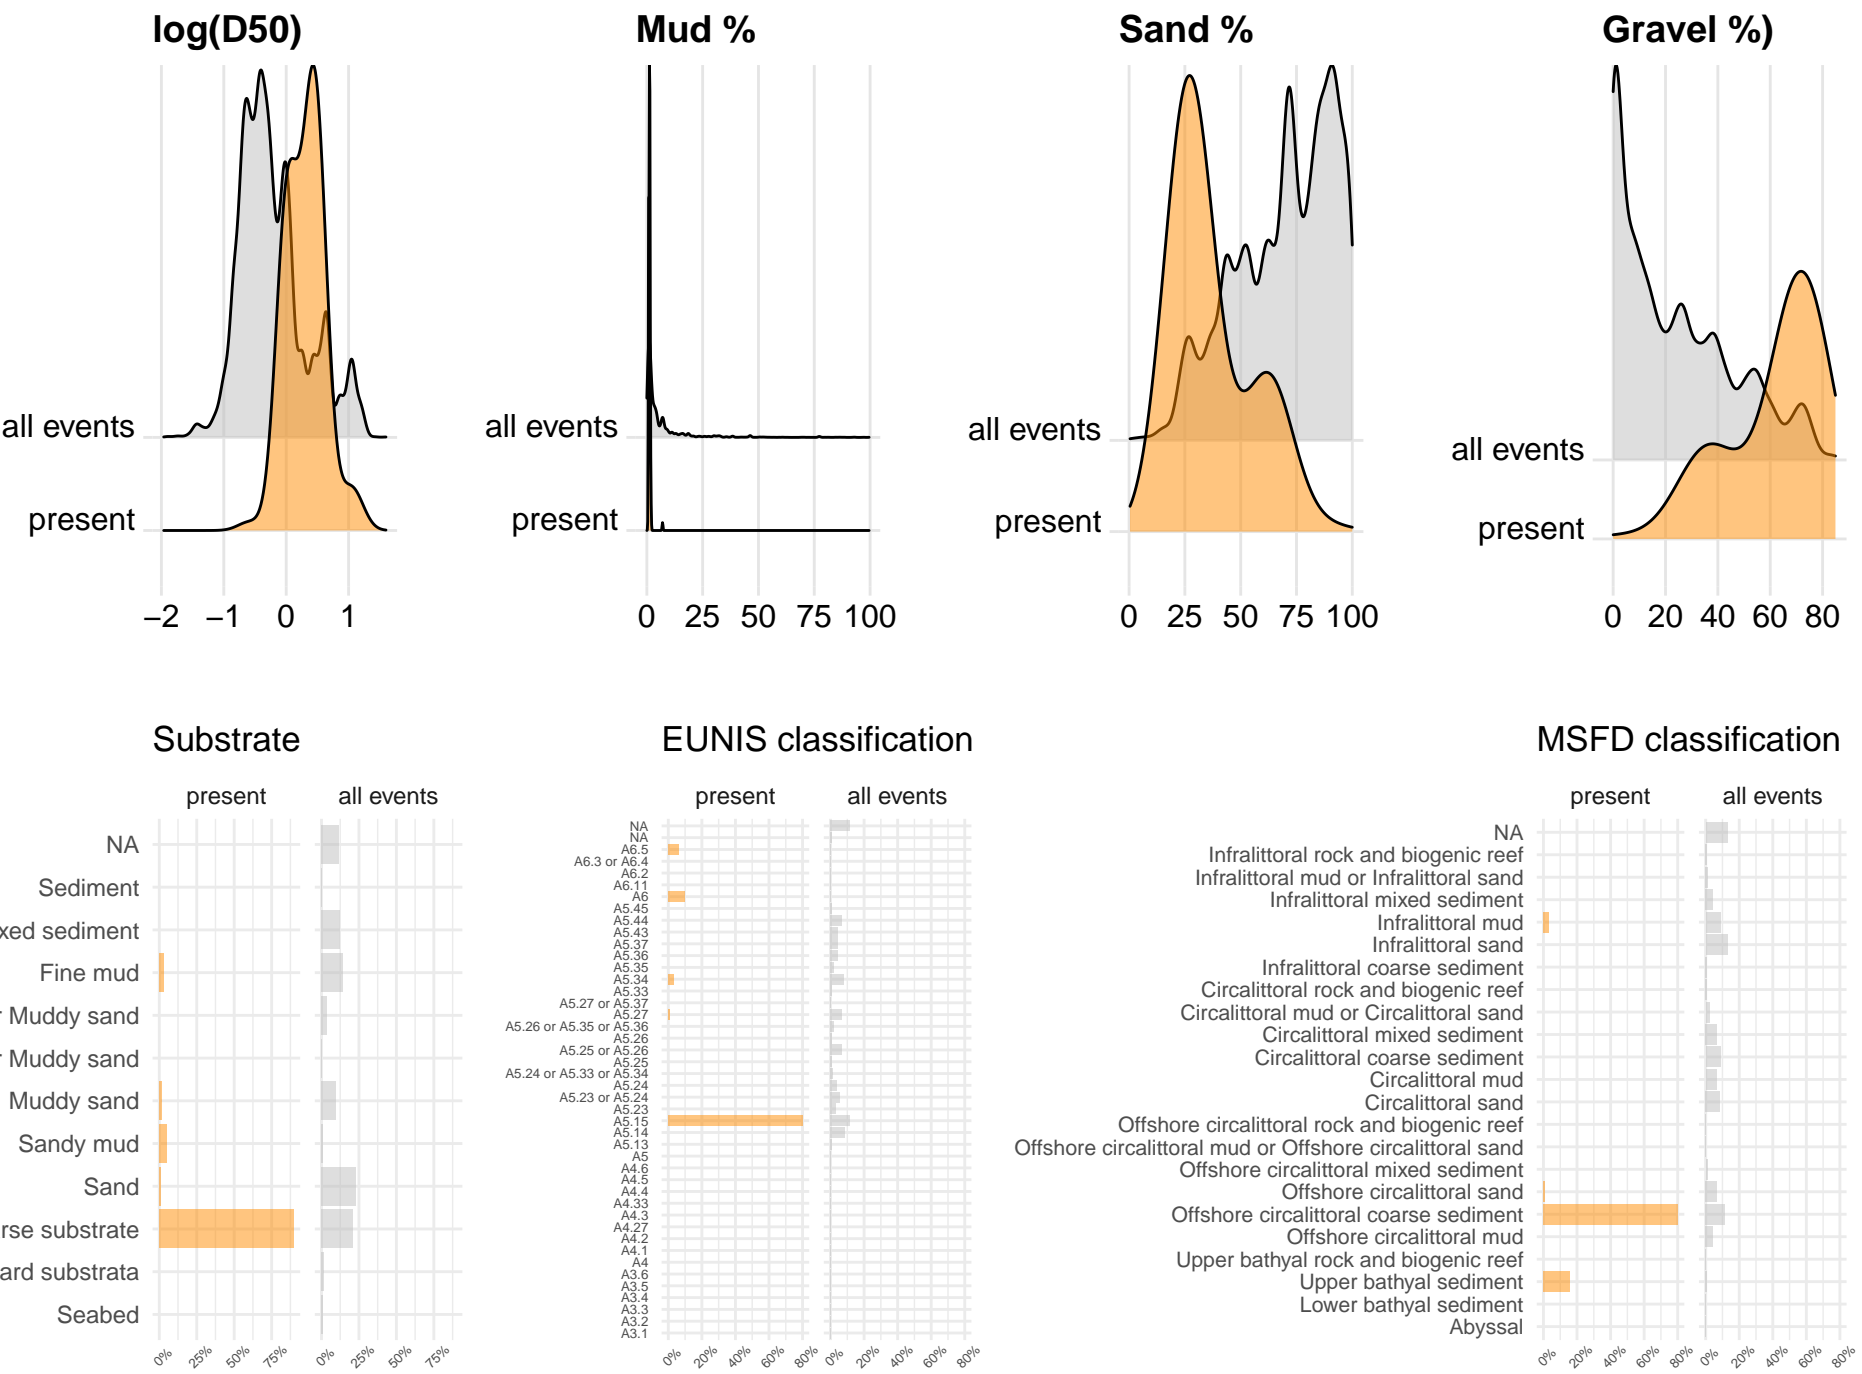 log(D50)
Mud %
Sand %
Gravel %)
all events
present
−2 −1 0 1
all events
present
0 25 50 75 100
all events
present
0 25 50 75 100
all events
present
0 20 40 60 80
Substrate
present all events
NA
Sediment
xed sediment
Fine mud
r Muddy sand
r Muddy sand
Muddy sand
Sandy mud
Sand
rse substrate
ard substrata
Seabed
0% 25% 50% 75% 0% 25% 50% 75%
EUNIS classification
present all events
NA
NA
A6.5
A6.3 or A6.4
A6.2
A6.11
A6
A5.45
A5.44
A5.43
A5.37
A5.36
A5.35
A5.34
A5.33
A5.27 or A5.37
A5.27
A5.26 or A5.35 or A5.36
A5.26
A5.25 or A5.26
A5.25
A5.24 or A5.33 or A5.34
A5.24
A5.23 or A5.24
A5.23
A5.15
A5.14
A5.13
A5
A4.6
A4.5
A4.4
A4.33
A4.3
A4.27
A4.2
A4.1
A4
A3.6
A3.5
A3.4
A3.3
A3.2
A3.1
0% 20% 40% 60% 80% 0% 20% 40% 60% 80%
MSFD classification
present all events
NA
Infralittoral rock and biogenic reef
Infralittoral mud or Infralittoral sand
Infralittoral mixed sediment
Infralittoral mud
Infralittoral sand
Infralittoral coarse sediment
Circalittoral rock and biogenic reef
Circalittoral mud or Circalittoral sand
Circalittoral mixed sediment
Circalittoral coarse sediment
Circalittoral mud
Circalittoral sand
Offshore circalittoral rock and biogenic reef
Offshore circalittoral mud or Offshore circalittoral sand
Offshore circalittoral mixed sediment
Offshore circalittoral sand
Offshore circalittoral coarse sediment
Offshore circalittoral mud
Upper bathyal rock and biogenic reef
Upper bathyal sediment
Lower bathyal sediment
Abyssal
0% 20% 40% 60% 80% 0% 20% 40% 60% 80%